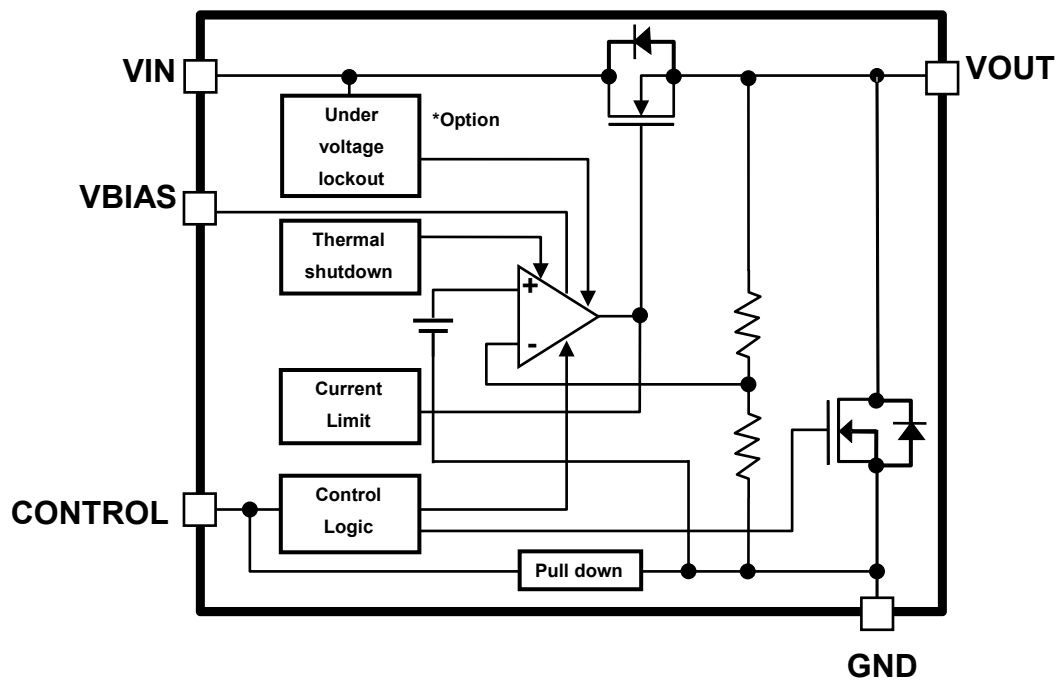 VIN
VOUT
Under
voltage
lockout
*Option
VBIAS
Thermal
shutdown
+
-
Current
Limit
CONTROL
Control
Logic
Pull down
GND